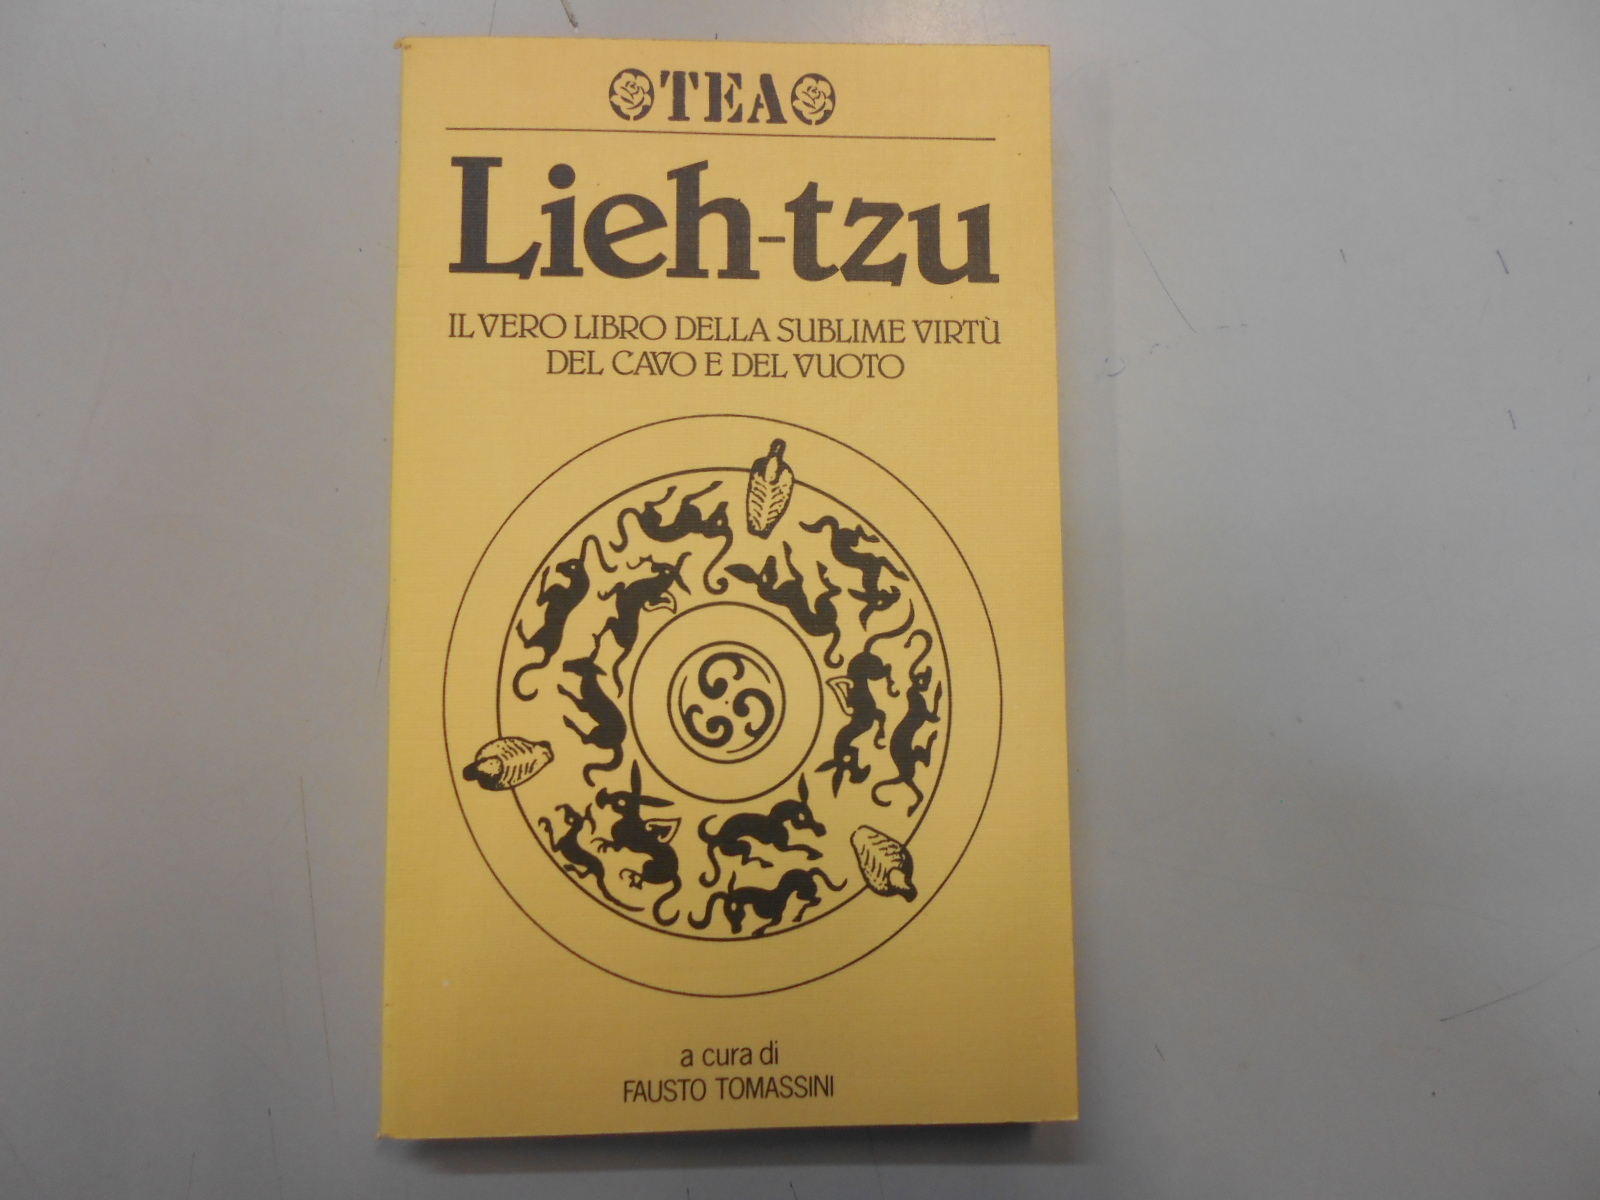 TEA
Lieh-tzu
IL VERO LIBRO DELLA SUBLIME VIRTÙ
DEL CAVO E DEL VUOTO
a cura di
FAUSTO TOMASSINI